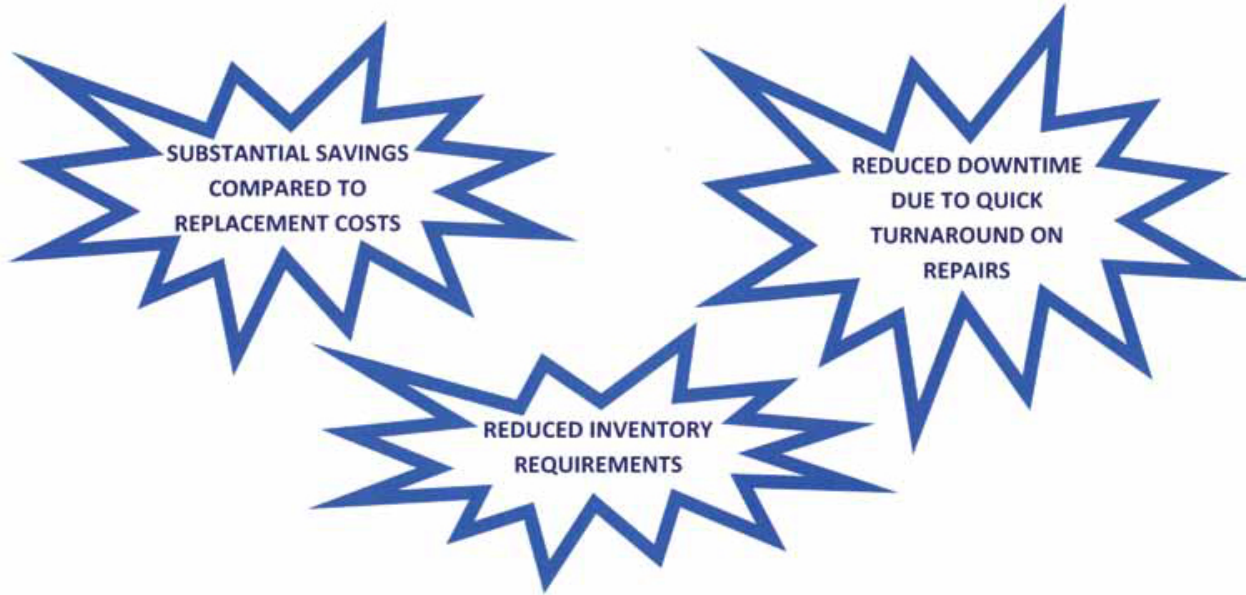 SUBSTANTIAL SAVINGS
COMPARED TO
REPLACEMENT COSTS
REDUCED DOWNTIME
DUE TO QUICK
TURNAROUND ON
REPAIRS
REDUCED INVENTORY
REQUIREMENTS